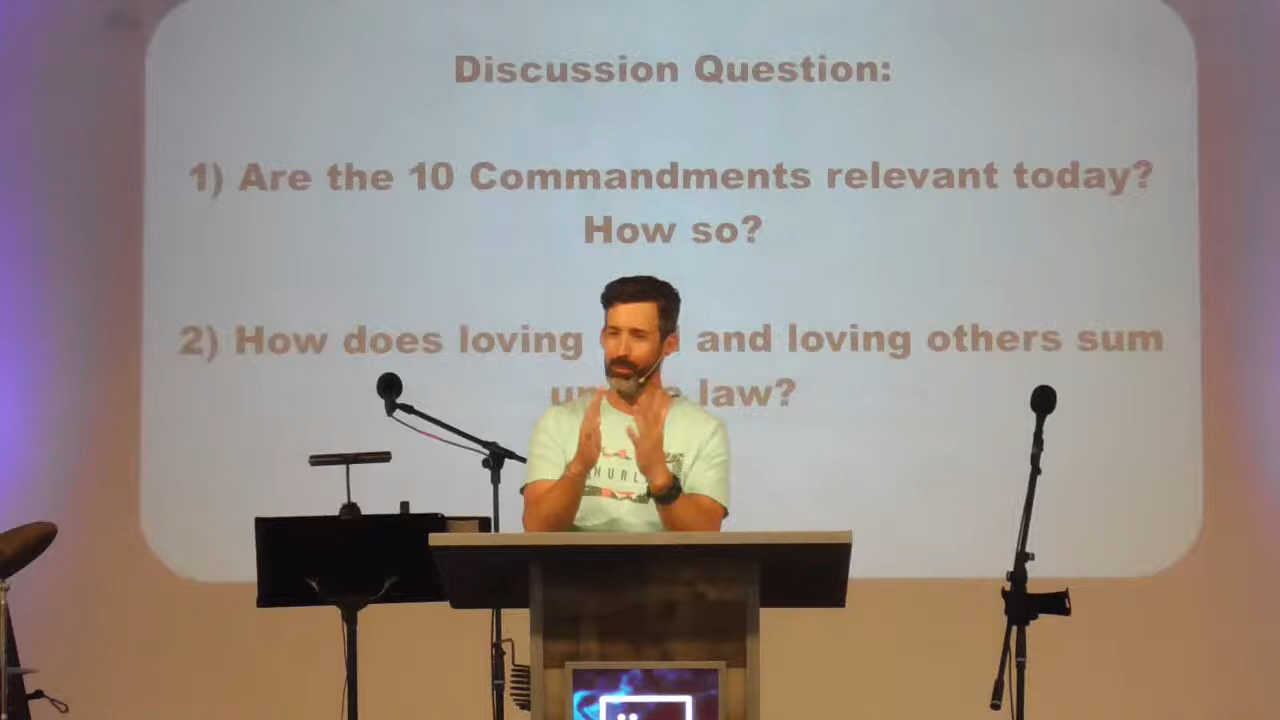 Discussion Question:
1) Are the 10 Commandments relevant today?
How so?
2) How does loving and loving others sum
law?